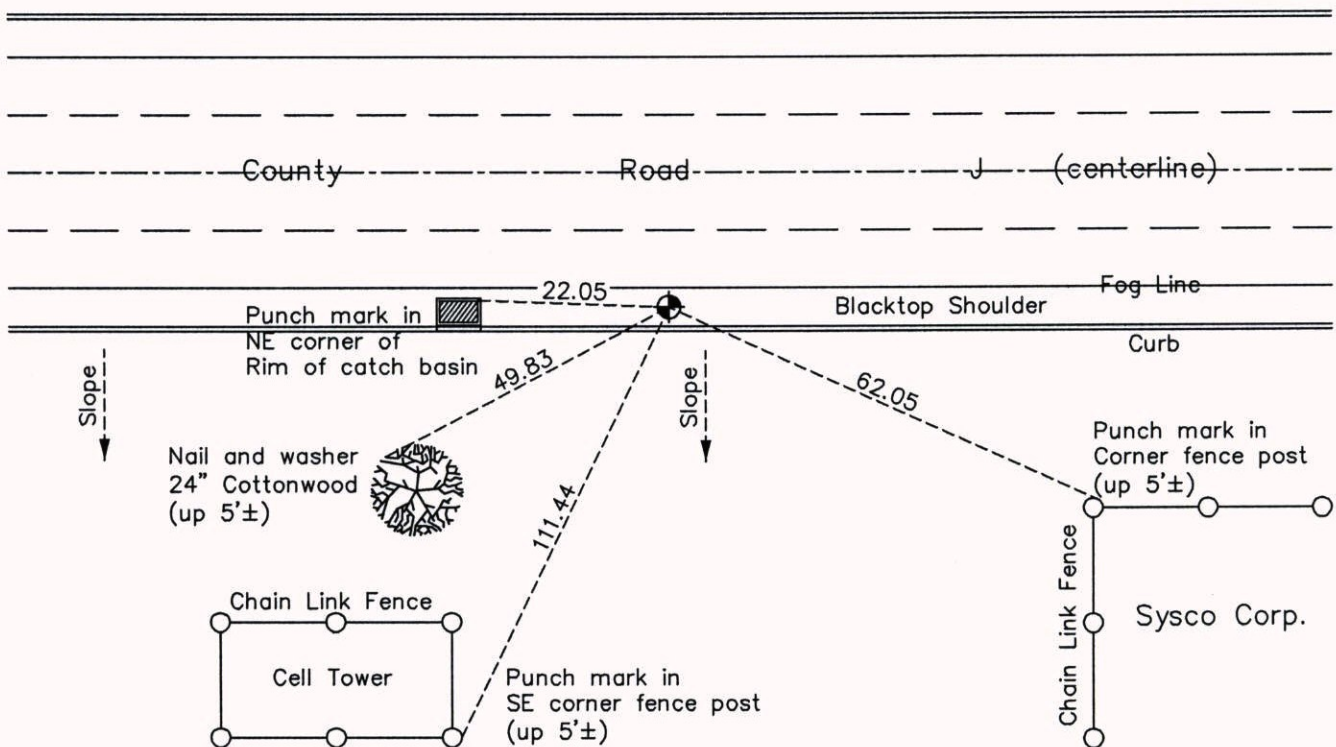 County Road J (centerline)
22.05
Fog Line
Blacktop Shoulder
Punch mark in
NE corner of
Rim of catch basin
Curb
Slope
49.83
Slope
62.05
Nail and washer
24" Cottonwood
(up 5'±)
111.44
Punch mark in
Corner fence post
(up 5'±)
Chain Link Fence
Cell Tower
Punch mark in
SE corner fence post
(up 5'±)
Chain Link Fence
Sysco Corp.